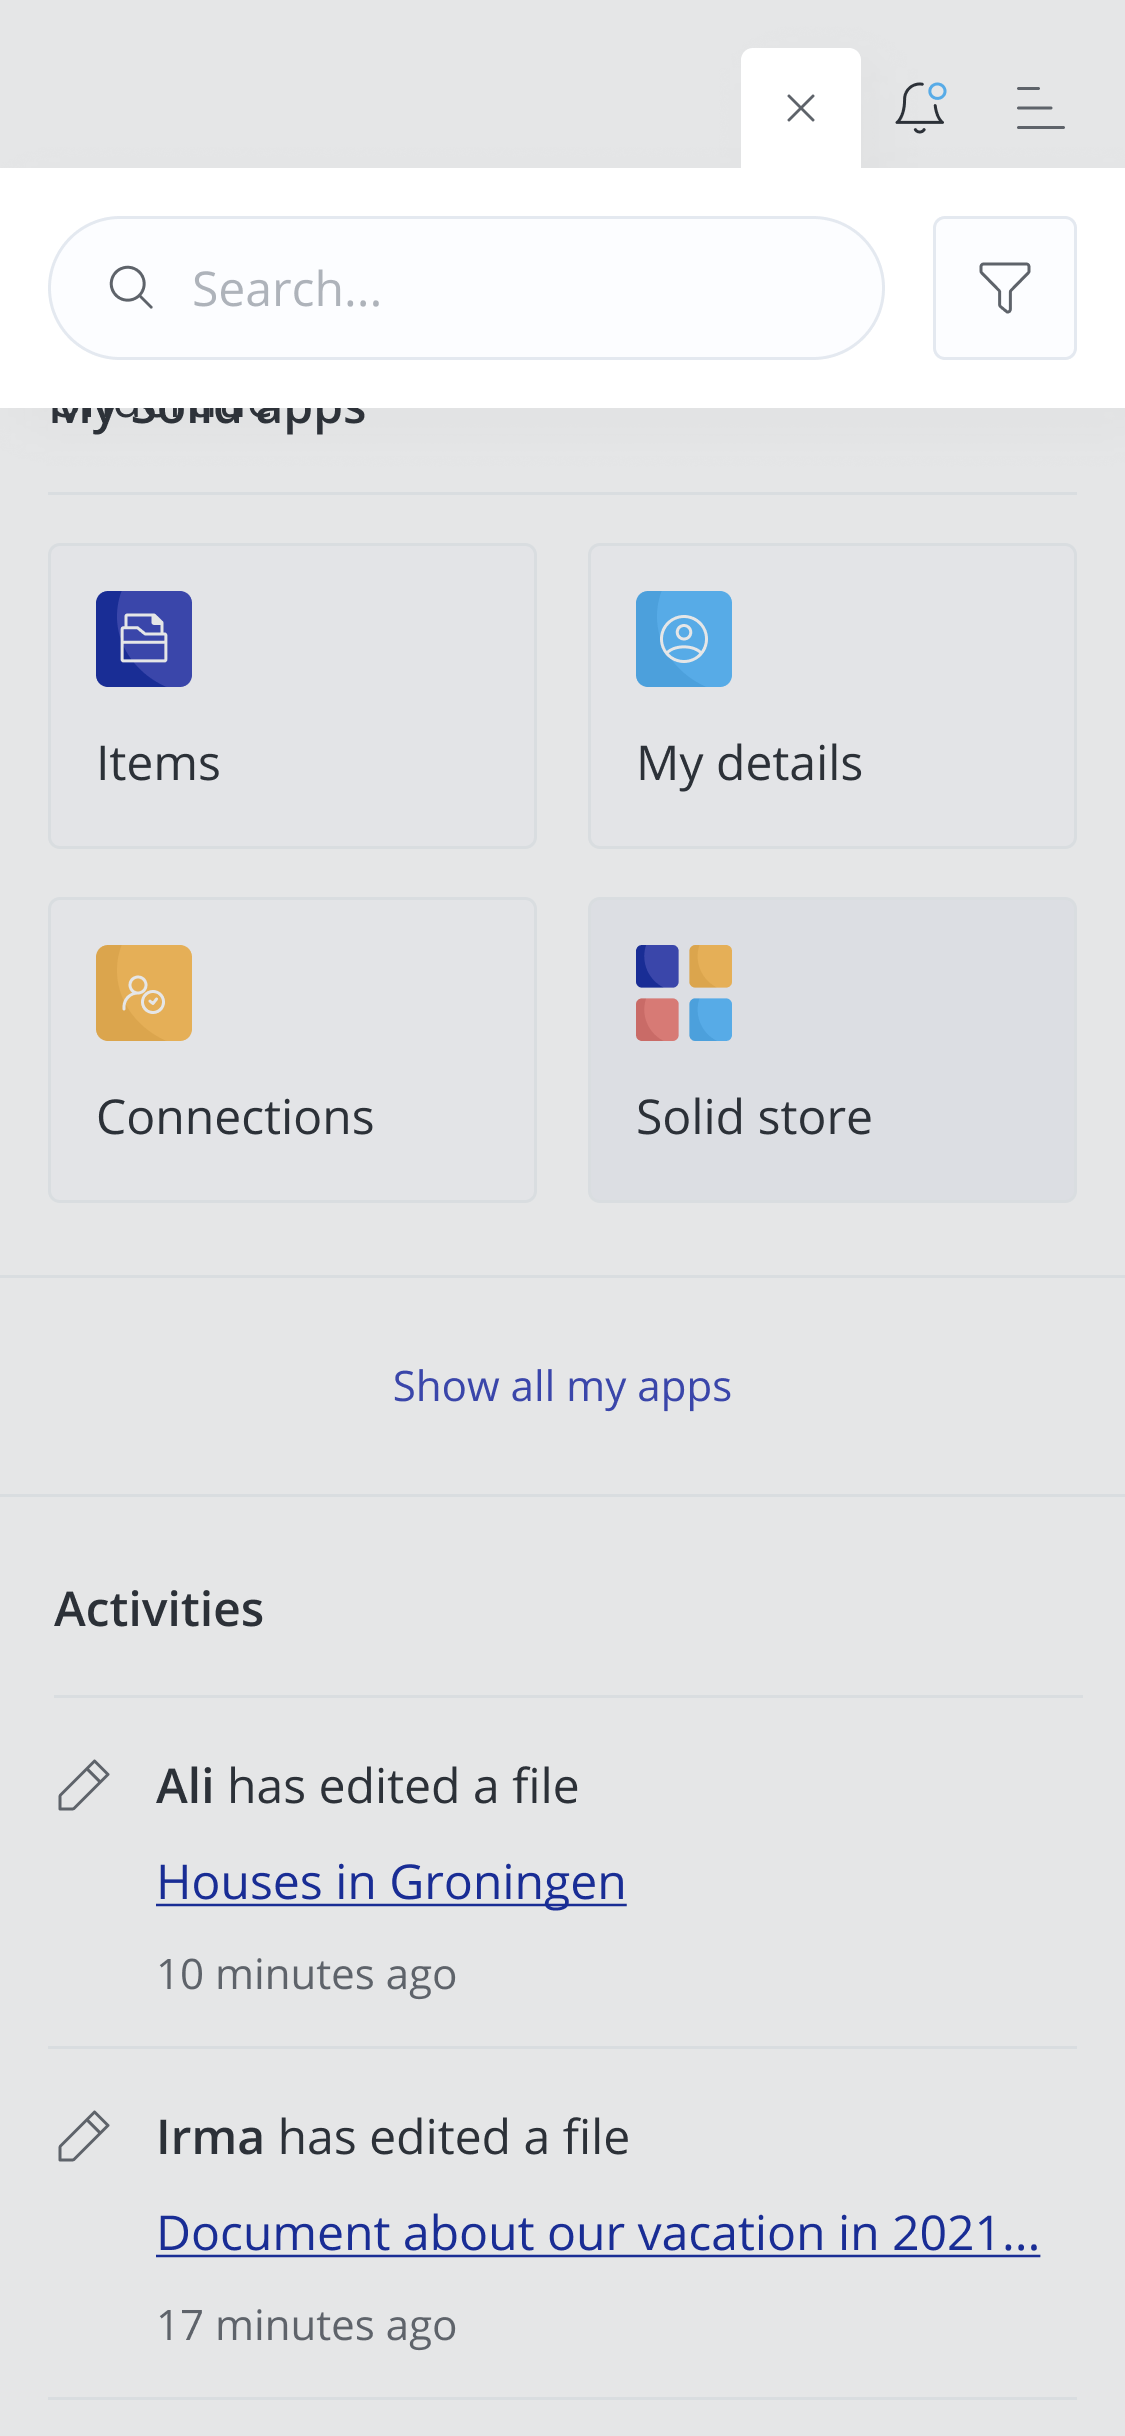 Search...
My Solid apps
Items
My details
Connections
Solid store
Show all my apps
Activities
Ali has edited a file
Houses in Groningen
10 minutes ago
Irma has edited a file
Document about our vacation in 2021...
17 minutes ago